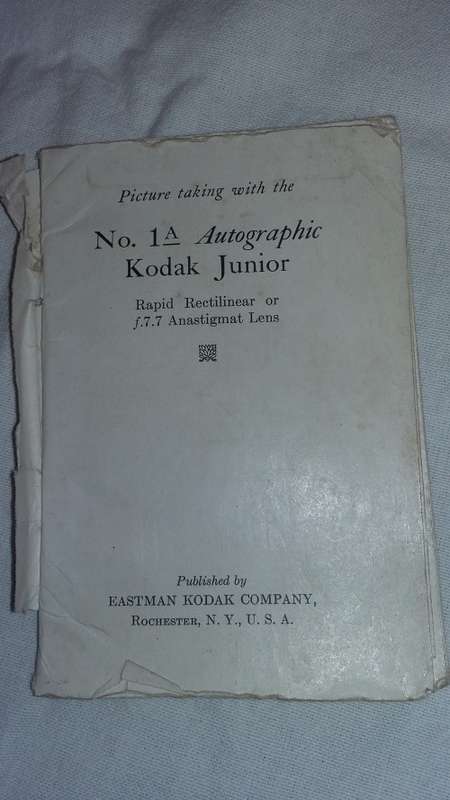 Picture taking with the
No. 1A Autographic
Kodak Junior
Rapid Rectilinear or
f.7.7 Anastigmat Lens
Published by
EASTMAN KODAK COMPANY,
ROCHESTER, N. Y., U. S. A.